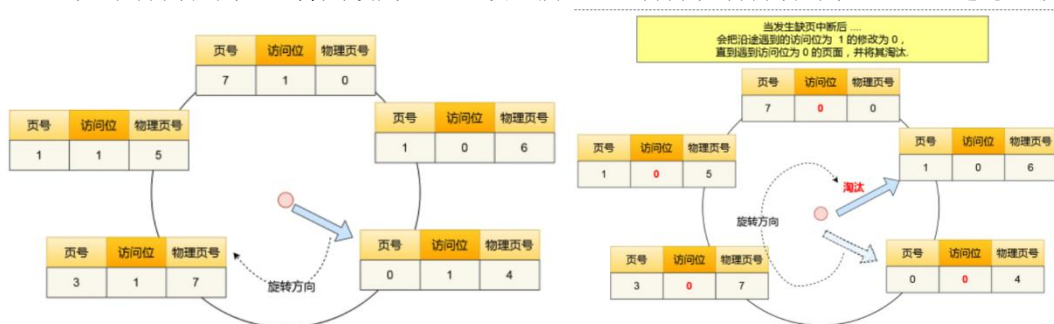 页号 访问位 物理页号
7 1 0
页号 访问位 物理页号
1 1 5
页号 访问位 物理页号
1 0 6
页号 访问位 物理页号
3 1 7
页号 访问位 物理页号
0 1 4
旋转方向
当发生缺页中断后 ....
会把沿途遇到的访问位为 1 的修改为 0 ,
直到遇到访问位为 0 的页面 , 并将其淘汰.
页号 访问位 物理页号
7 0 0
页号 访问位 物理页号
1 0 5
页号 访问位 物理页号
1 0 6
淘汰
旋转方向
页号 访问位 物理页号
3 0 7
页号 访问位 物理页号
0 0 4